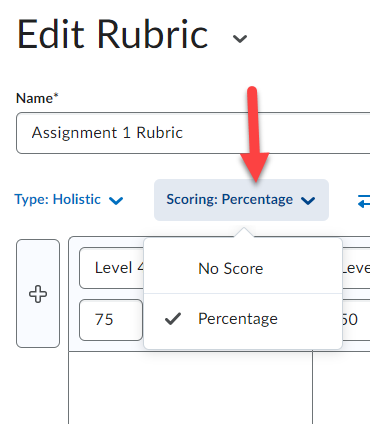 Edit Rubric
Name*
Assignment 1 Rubric
Type: Holistic
Scoring: Percentage
No Score
Percentage
Level 4
75
50